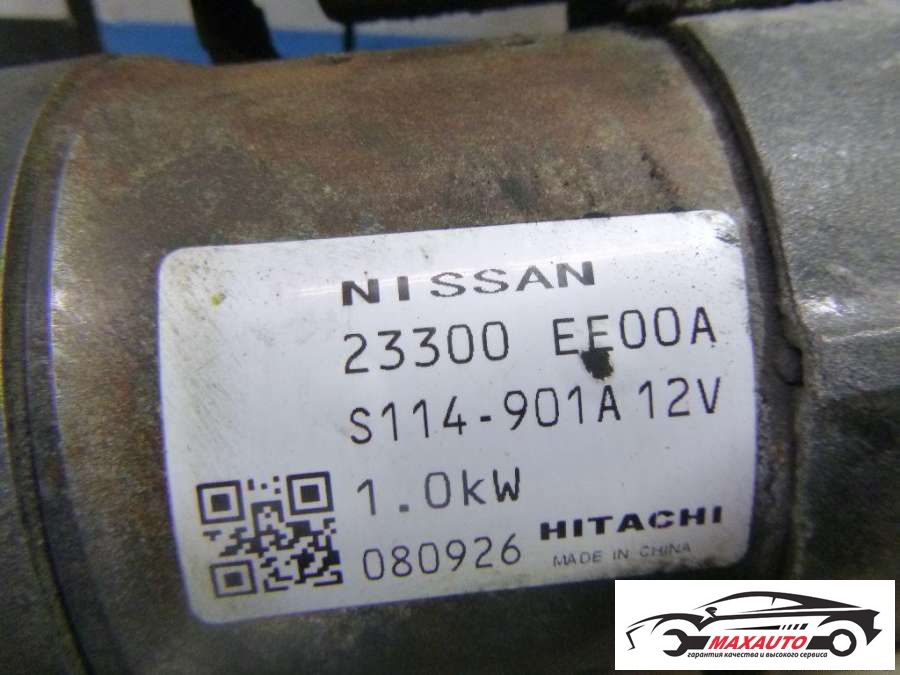 NISSAN
23300 EE00A
S114-901A 12V
1.0kW
080926 HITACHI
MADE IN CHINA
MAXAUTO
гарантия качества и высокого сервиса